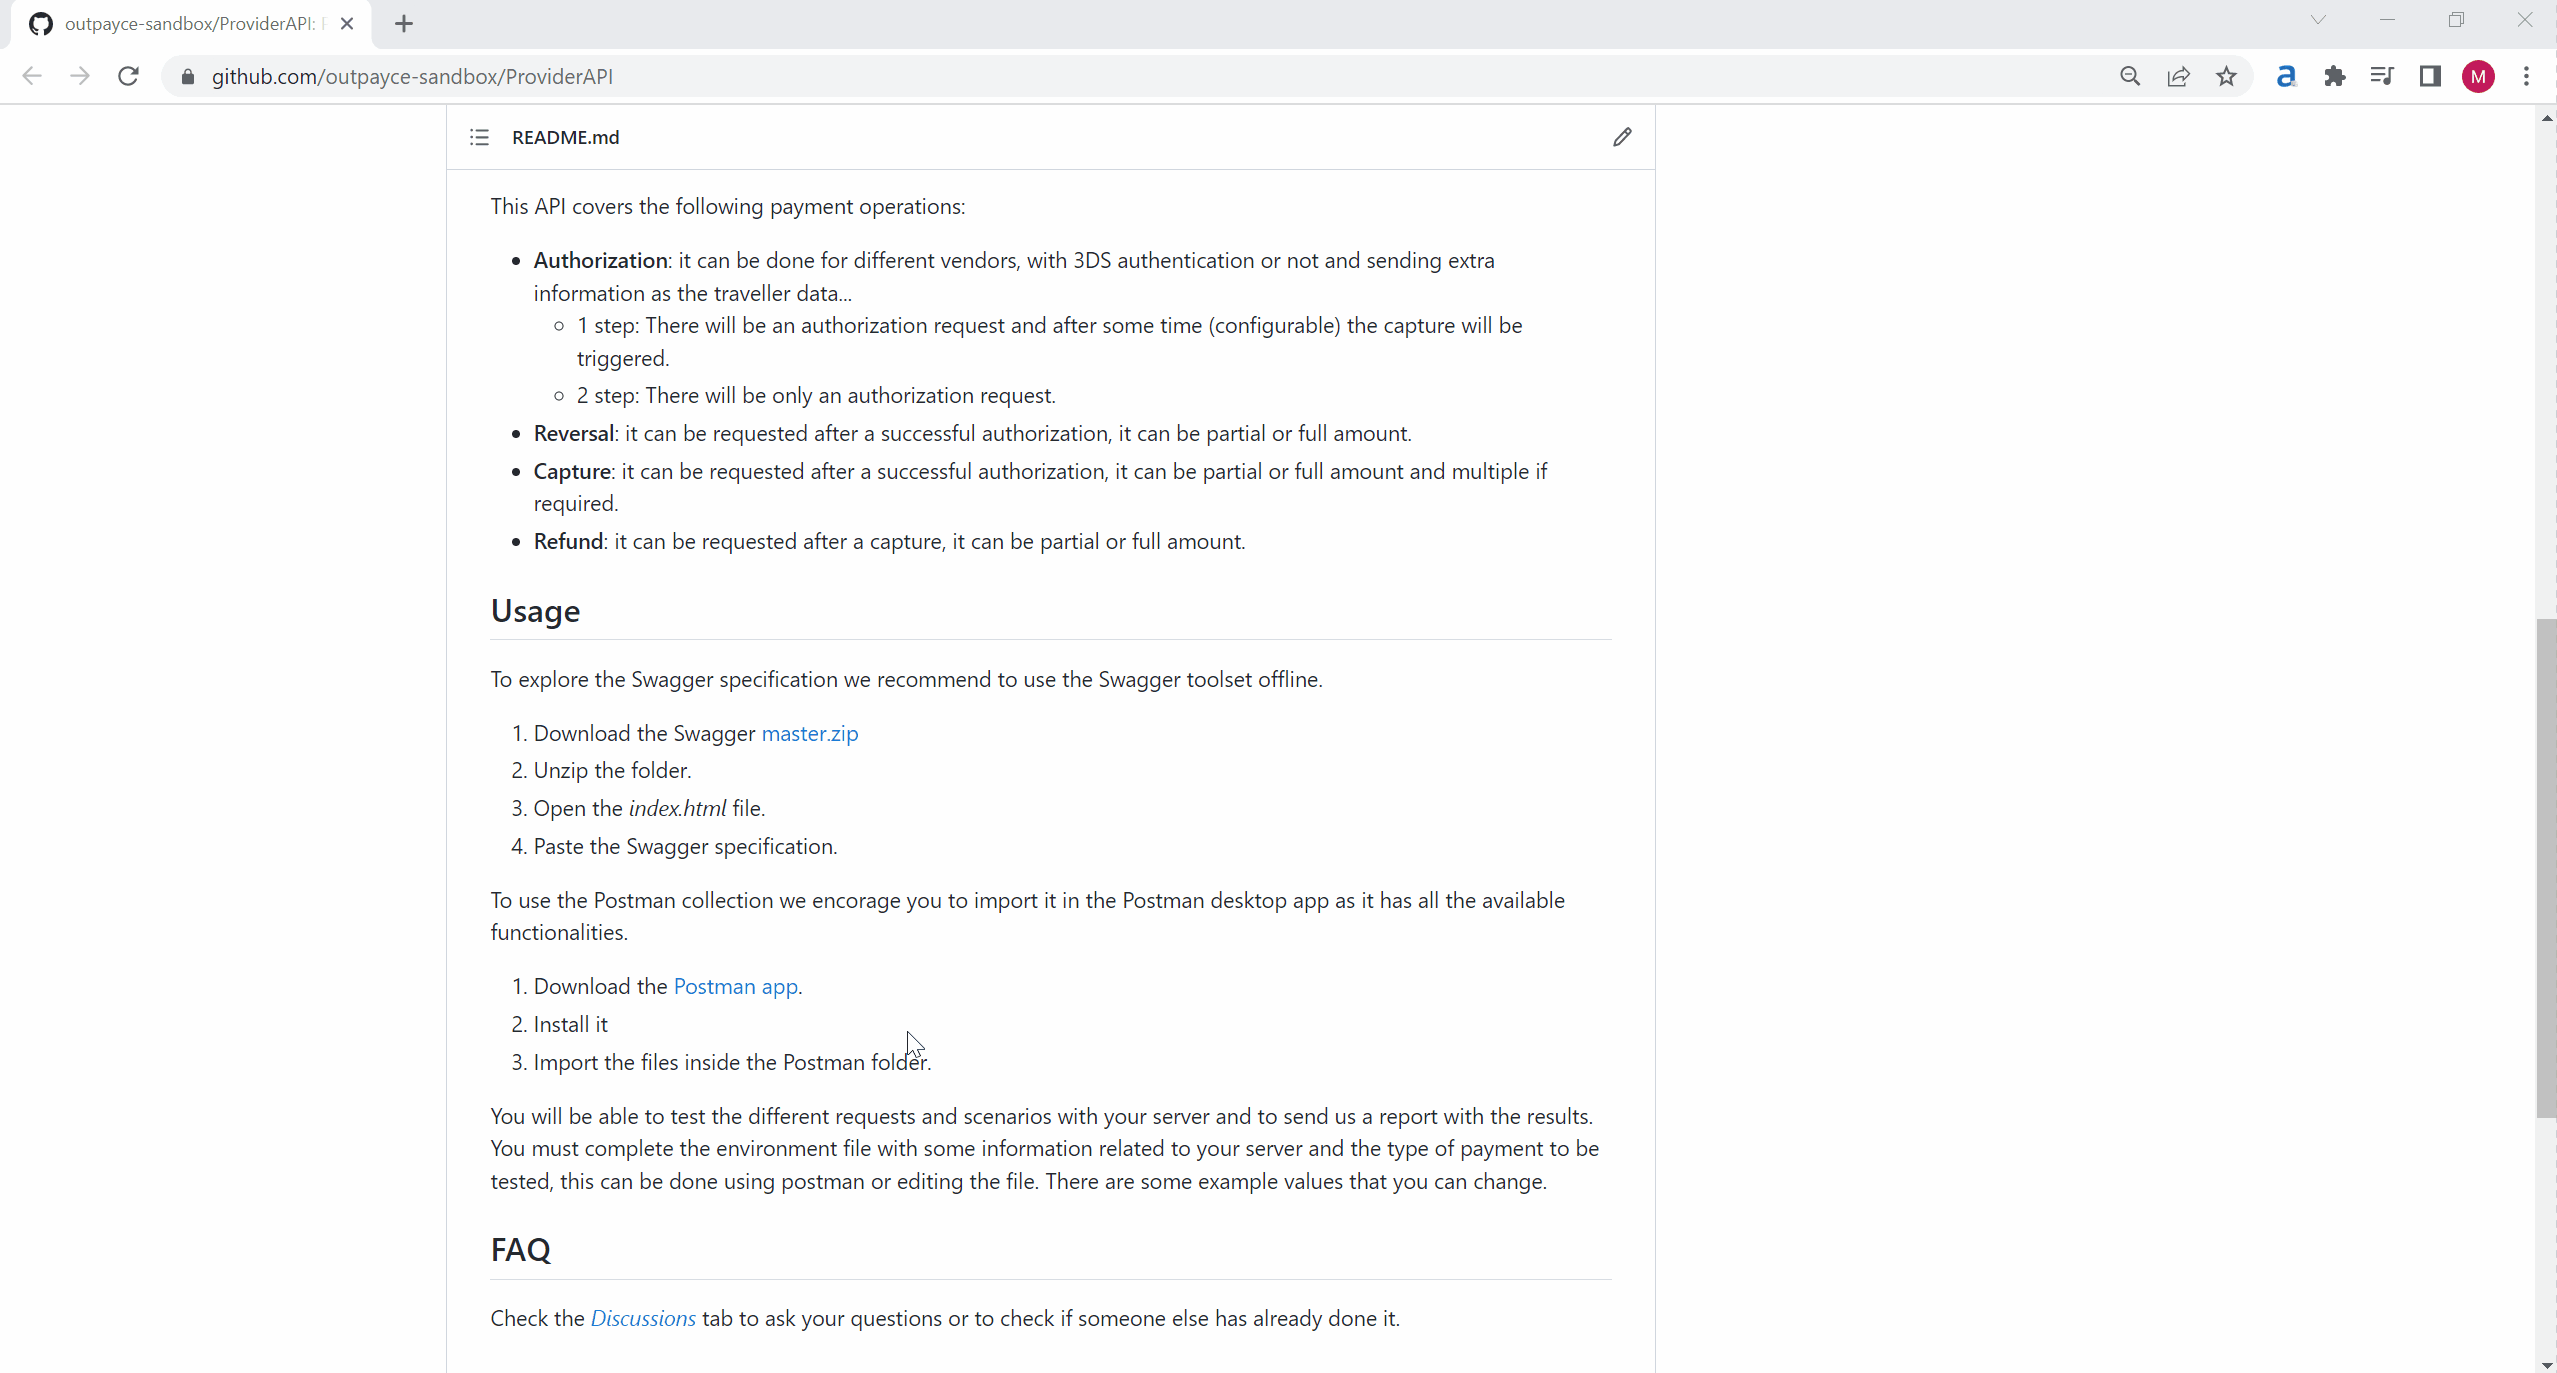 outpayce-sandbox/ProviderAPI:
github.com/outpayce-sandbox/ProviderAPI
a
M
README.md
This API covers the following payment operations:
Authorization: it can be done for different vendors, with 3DS authentication or not and sending extra
information as the traveller data...
1 step: There will be an authorization request and after some time (configurable) the capture will be
triggered.
2 step: There will be only an authorization request.
Reversal: it can be requested after a successful authorization, it can be partial or full amount.
Capture: it can be requested after a successful authorization, it can be partial or full amount and multiple if
required.
Refund: it can be requested after a capture, it can be partial or full amount.
Usage
To explore the Swagger specification we recommend to use the Swagger toolset offline.
1. Download the Swagger master.zip
2. Unzip the folder.
3. Open the index.html file.
4. Paste the Swagger specification.
To use the Postman collection we encorage you to import it in the Postman desktop app as it has all the available
functionalities.
1. Download the Postman app.
2. Install it
3. Import the files inside the Postman folder.
You will be able to test the different requests and scenarios with your server and to send us a report with the results.
You must complete the environment file with some information related to your server and the type of payment to be
tested, this can be done using postman or editing the file. There are some example values that you can change.
FAQ
Check the Discussions tab to ask your questions or to check if someone else has already done it.